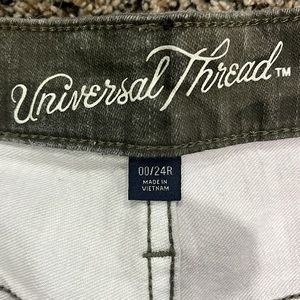 Universal Thread™
00/24R
MADE IN
VIETNAM